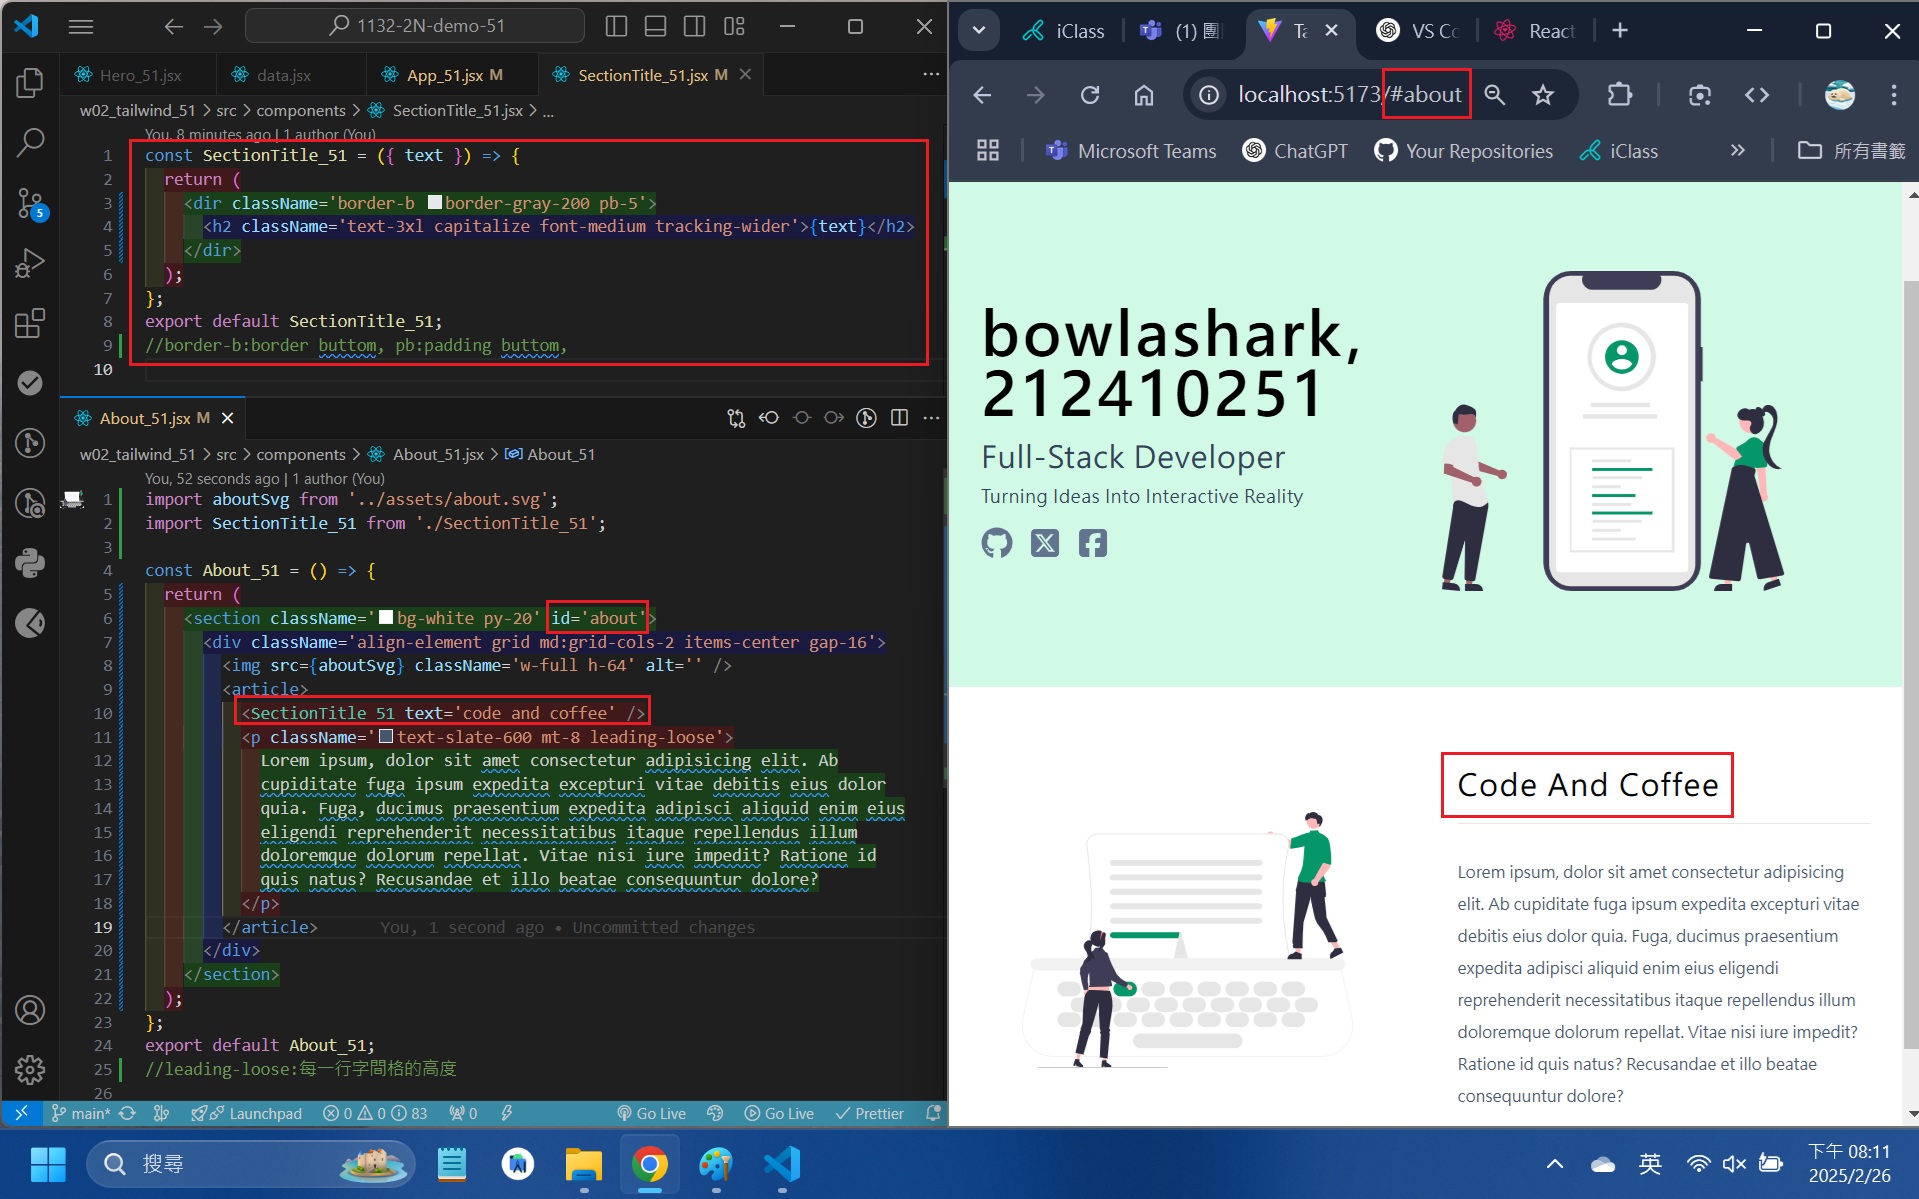 1132-2N-demo-51
Hero_51.jsx
data.jsx
App_51.jsx M
SectionTitle_51.jsx M
w02_tailwind_51 > src > components > SectionTitle_51.jsx > ...
You, 8 minutes ago | 1 author (You)
1 const SectionTitle_51 = ({ text }) => {
2 return (
3 <dir className='border-b border-gray-200 pb-5'>
4 <h2 className='text-3xl capitalize font-medium tracking-wider'>{text}</h2>
5 </dir>
6 );
7 };
8 export default SectionTitle_51;
9 //border-b:border buttom, pb:padding buttom,
10
About_51.jsx M
w02_tailwind_51 > src > components > About_51.jsx > About_51
You, 52 seconds ago | 1 author (You)
1 import aboutSvg from '../assets/about.svg';
2 import SectionTitle_51 from './SectionTitle_51';
3
4 const About_51 = () => {
5 return (
6 <section className='bg-white py-20' id='about'>
7 <div className='align-element grid md:grid-cols-2 items-center gap-16'>
8 <img src={aboutSvg} className='w-full h-64' alt='' />
9 <article>
10 <SectionTitle_51 text='code and coffee' />
11 <p className='text-slate-600 mt-8 leading-loose'>
12 Lorem ipsum, dolor sit amet consectetur adipisicing elit. Ab
13 cupiditate fuga ipsum expedita excepturi vitae debitis eius dolor
14 quia. Fuga, ducimus praesentium expedita adipisci aliquid enim eius
15 eligendi reprehenderit necessitatibus itaque repellendus illum
16 doloremque dolorum repellat. Vitae nisi iure impedit? Ratione id
17 quis natus? Recusandae et illo beatae consequuntur dolore?
18 </p>
19 </article> You, 1 second ago • Uncommitted changes
20 </div>
21 </section>
22 );
23 };
24 export default About_51;
25 //leading-loose:每一行字間格的高度
26
5
main* Launchpad 0 0 83 0 Go Live Go Live Prettier
iClass
(1) 團
Ta
VS Co
React
localhost:5173/#about
Microsoft Teams
ChatGPT
Your Repositories
iClass
所有書籤
bowlashark,
212410251
Full-Stack Developer
Turning Ideas Into Interactive Reality
Code And Coffee
Lorem ipsum, dolor sit amet consectetur adipisicing
elit. Ab cupiditate fuga ipsum expedita excepturi vitae
debitis eius dolor quia. Fuga, ducimus praesentium
expedita adipisci aliquid enim eius eligendi
reprehenderit necessitatibus itaque repellendus illum
doloremque dolorum repellat. Vitae nisi iure impedit?
Ratione id quis natus? Recusandae et illo beatae
consequuntur dolore?
搜尋
英
下午 08:11
2025/2/26